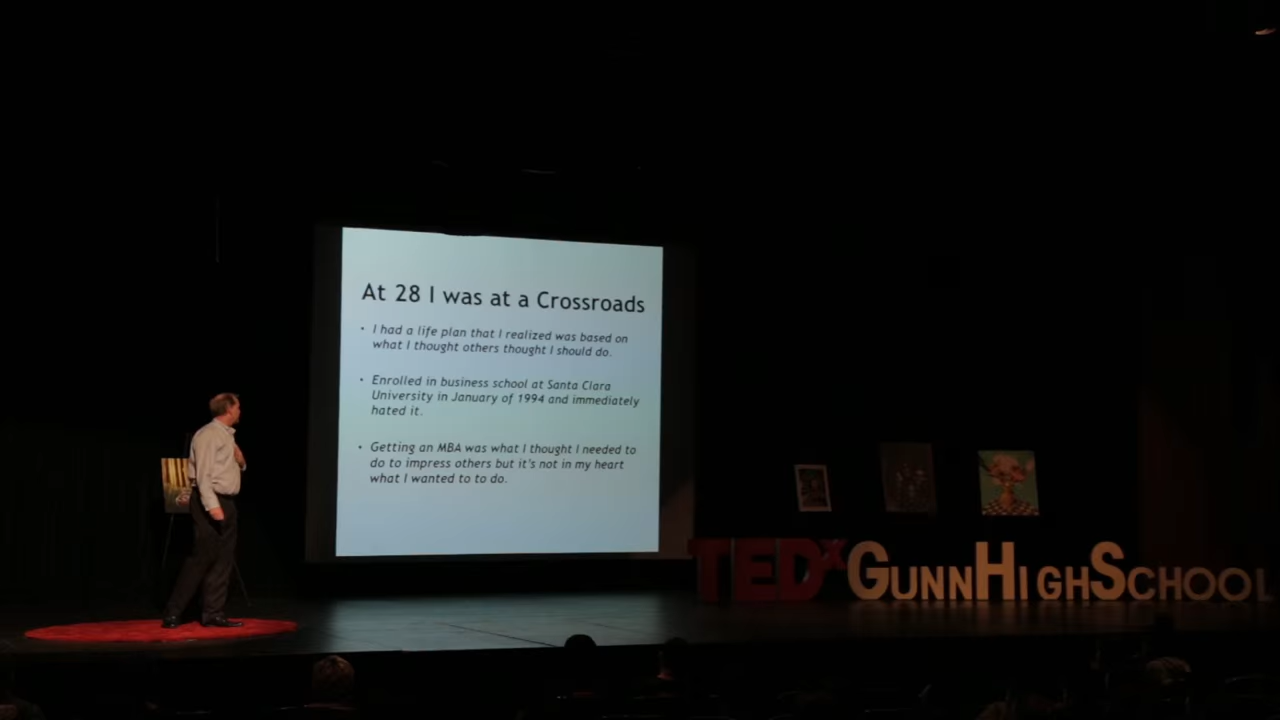 At 28 I was at a Crossroads
• I had a life plan that I realized was based on
what I thought others thought I should do.
• Enrolled in business school at Santa Clara
University in January of 1994 and immediately
hated it.
• Getting an MBA was what I thought I needed to
do to impress others but it's not in my heart
what I wanted to to do.
TEDx GUNNHIGHSCHOOL